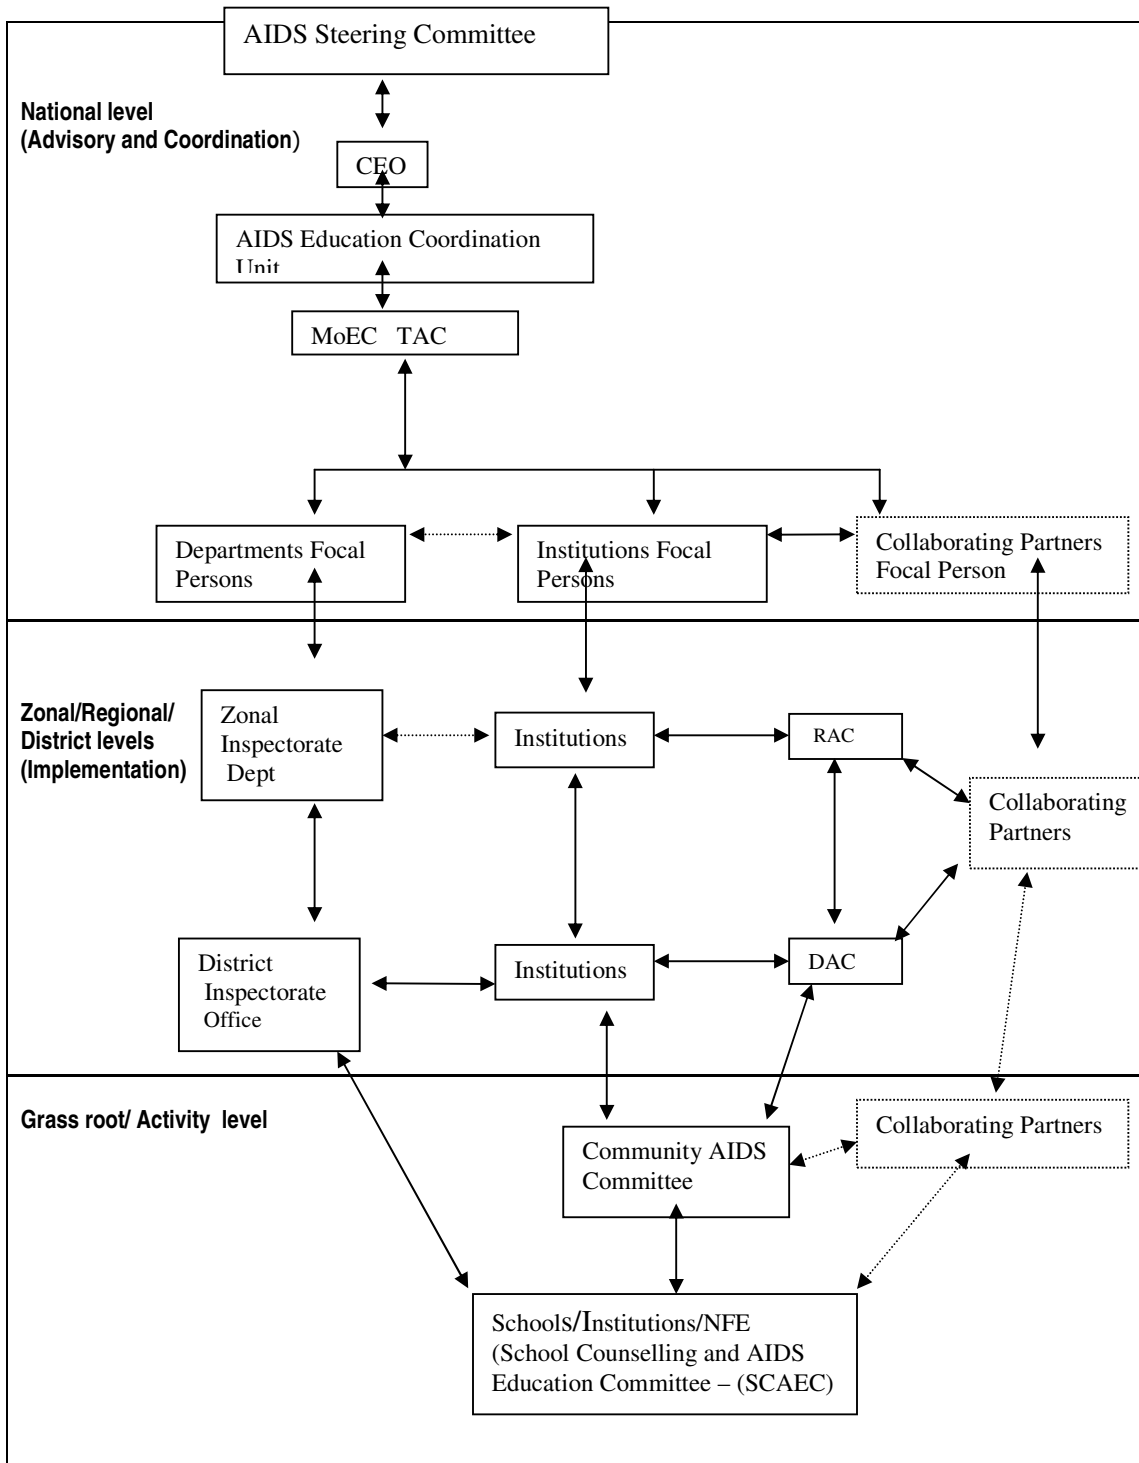 AIDS Steering Committee
National level
(Advisory and Coordination)
CEO
AIDS Education Coordination
Unit
MoEC TAC
Departments Focal
Persons
Institutions Focal
Persons
Collaborating Partners
Focal Person
Zonal/Regional/
District levels
(Implementation)
Zonal
Inspectorate
Dept
Institutions
RAC
Collaborating
Partners
District
Inspectorate
Office
Institutions
DAC
Grass root/ Activity level
Community AIDS
Committee
Collaborating Partners
Schools/Institutions/NFE
(School Counselling and AIDS
Education Committee – (SCAEC)